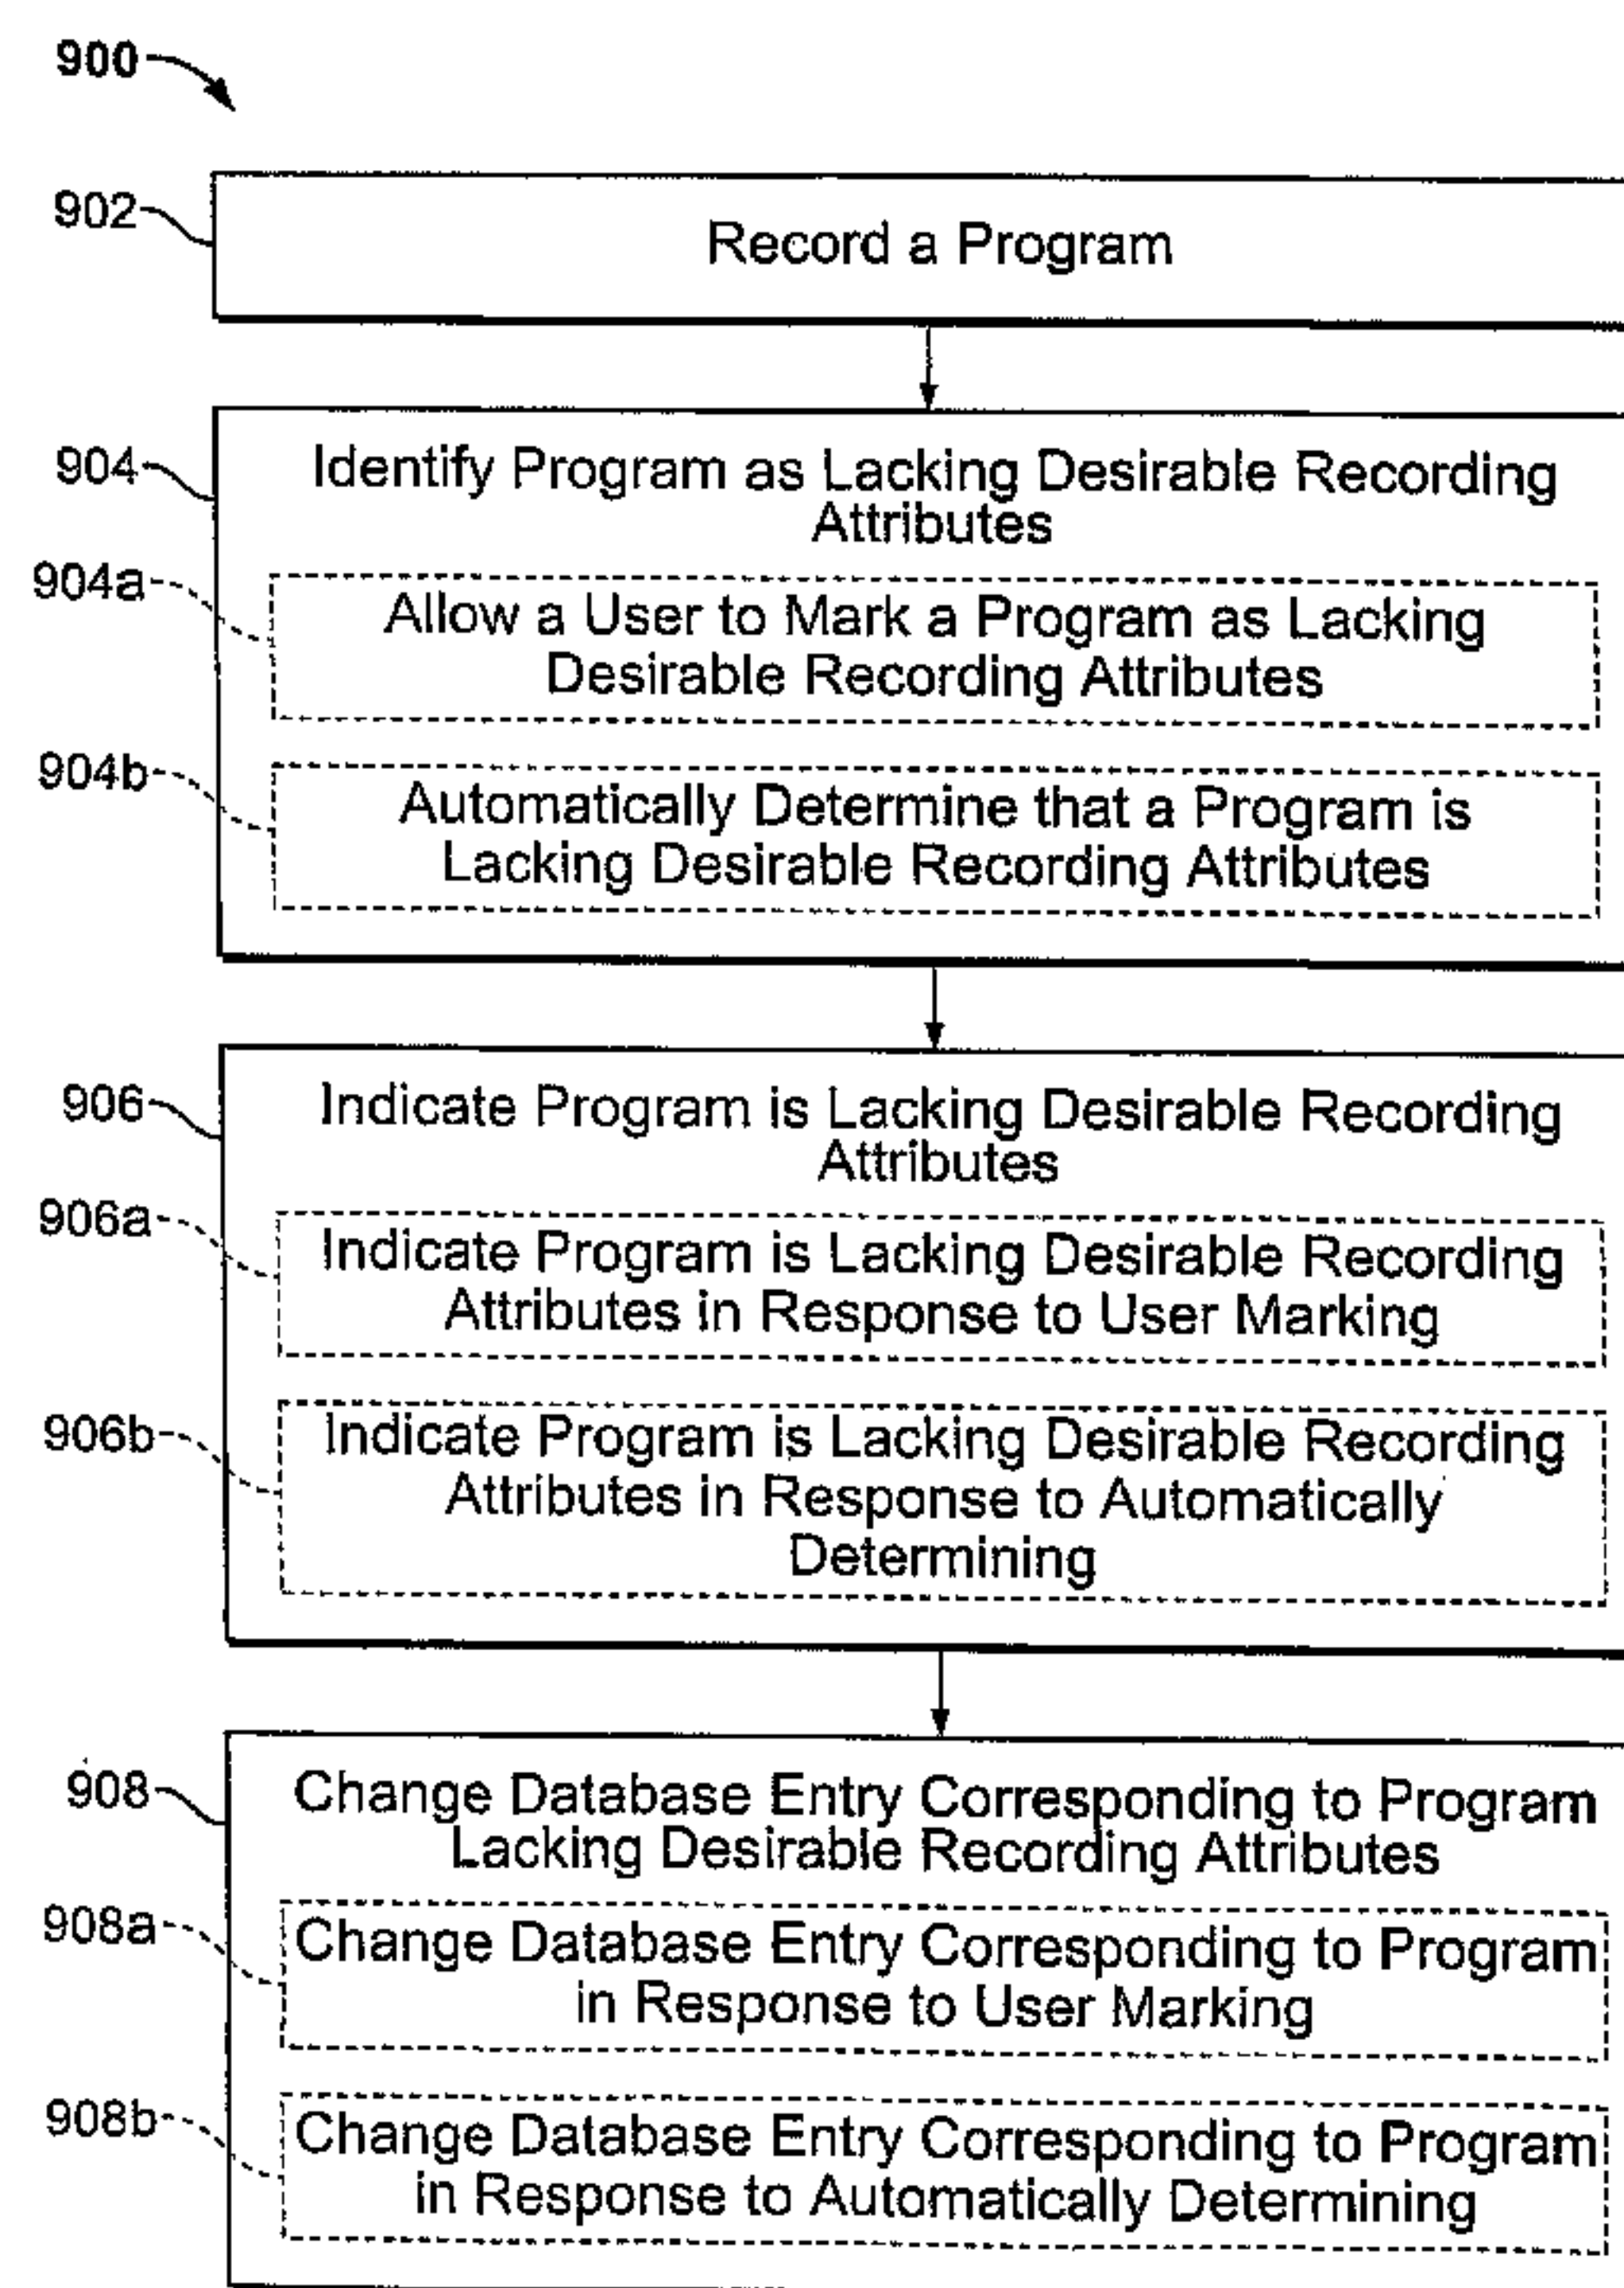 900
902
Record a Program
904
Identify Program as Lacking Desirable Recording
Attributes
904a
Allow a User to Mark a Program as Lacking
Desirable Recording Attributes
904b
Automatically Determine that a Program is
Lacking Desirable Recording Attributes
906
Indicate Program is Lacking Desirable Recording
Attributes
906a
Indicate Program is Lacking Desirable Recording
Attributes in Response to User Marking
906b
Indicate Program is Lacking Desirable Recording
Attributes in Response to Automatically
Determining
908
Change Database Entry Corresponding to Program
Lacking Desirable Recording Attributes
908a
Change Database Entry Corresponding to Program
in Response to User Marking
908b
Change Database Entry Corresponding to Program
in Response to Automatically Determining